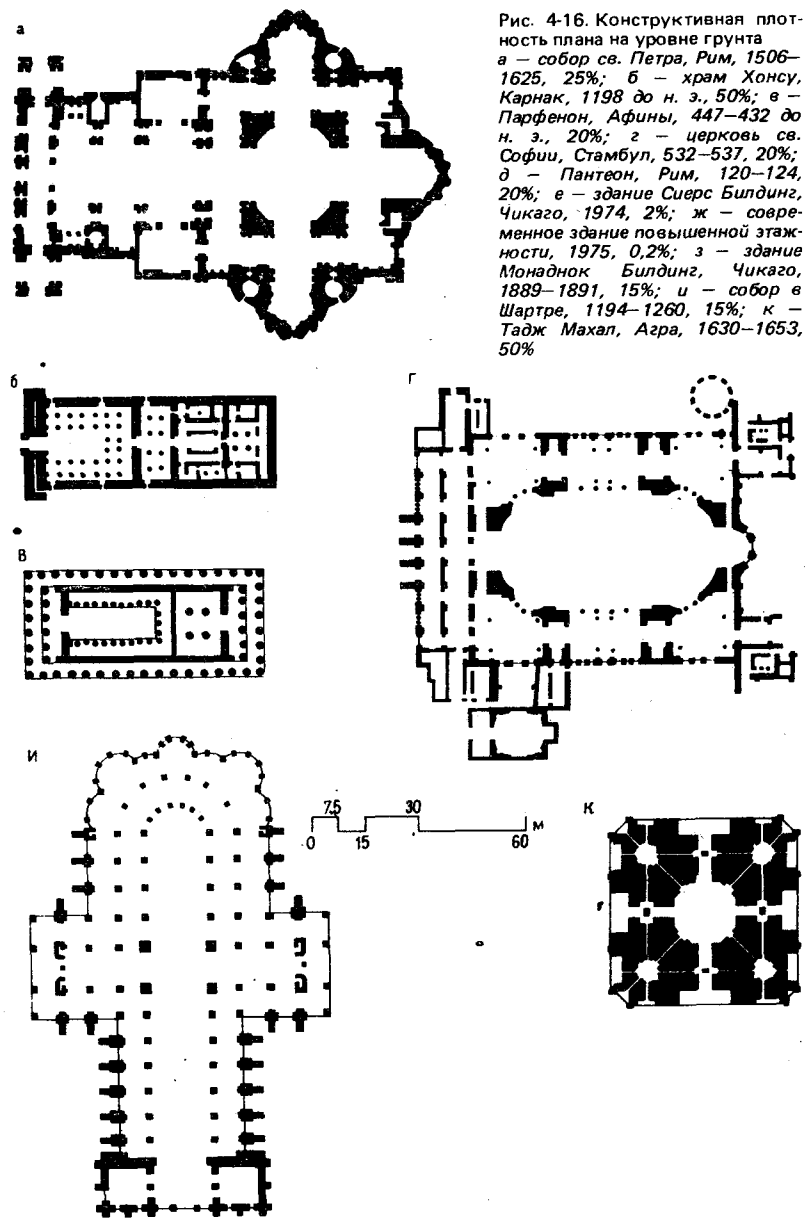 а
Рис. 4-16. Конструктивная плот-
ность плана на уровне грунта
а — собор св. Петра, Рим, 1506—
1625, 25%; б — храм Хонсу,
Карнак, 1198 до н. э., 50%; в —
Парфенон, Афины, 447—432 до
н. э., 20%; г — церковь св.
Софии, Стамбул, 532—537, 20%;
д — Пантеон, Рим, 120—124,
20%; е — здание Сиерс Билдинг,
Чикаго, 1974, 2%; ж — совре-
менное здание повышенной этаж-
ности, 1975, 0,2%; з — здание
Монаднок Билдинг, Чикаго,
1889—1891, 15%; и — собор в
Шартре, 1194—1260, 15%; к —
Тадж Махал, Агра, 1630—1653,
50%
б
Г
В
И
7.5 30
м
0 15 60
К